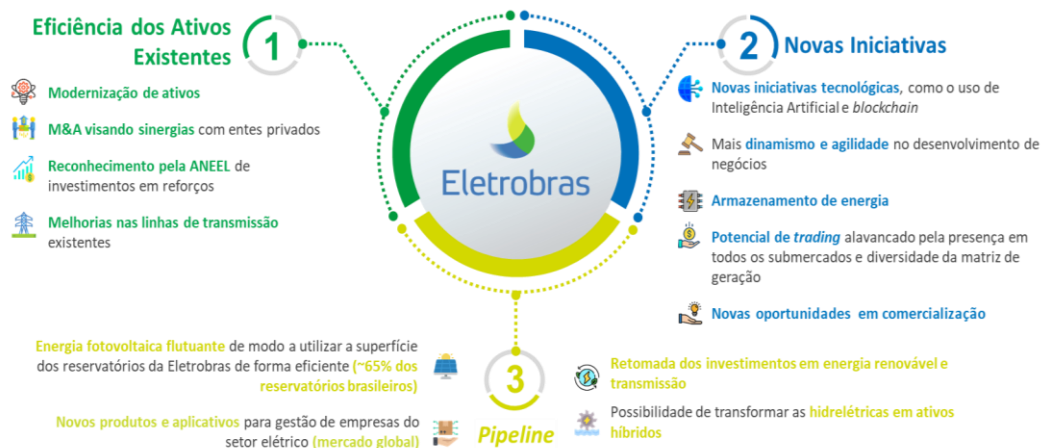 Eficiência dos Ativos
Existentes
1
Modernização de ativos
M&A visando sinergias com entes privados
Reconhecimento pela ANEEL de
investimentos em reforços
Melhorias nas linhas de transmissão
existentes
Eletrobras
2
Novas Iniciativas
Novas iniciativas tecnológicas, como o uso de
Inteligência Artificial e blockchain
Mais dinamismo e agilidade no desenvolvimento de
negócios
Armazenamento de energia
Potencial de trading alavancado pela presença em
todos os submercados e diversidade da matriz de
geração
Novas oportunidades em comercialização
Energia fotovoltaica flutuante de modo a utilizar a superfície
dos reservatórios da Eletrobras de forma eficiente (~65% dos
reservatórios brasileiros)
Novos produtos e aplicativos para gestão de empresas do
setor elétrico (mercado global)
3
Pipeline
Retomada dos investimentos em energia renovável e
transmissão
Possibilidade de transformar as hidrelétricas em ativos
híbridos